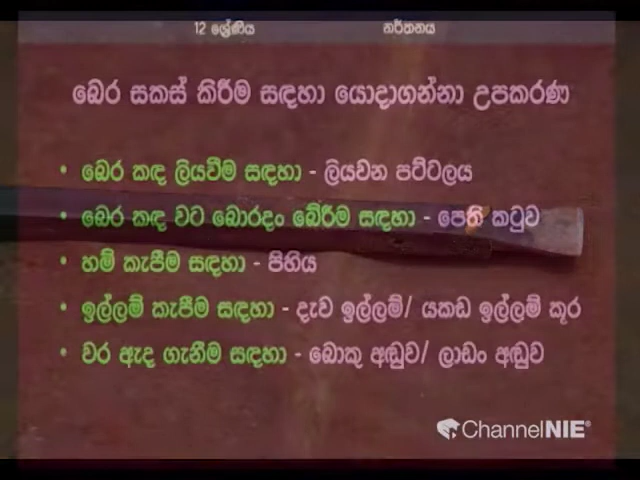 12 ශ්‍රේණිය නර්තනය
බෙර සකස් කිරීම සඳහා යොදාගන්නා උපකරණ
• බෙර කඳ ලියවීම සඳහා - ලියවන පට්ටලය
• බෙර කඳ වට බොරදං බේරීම සඳහා - පෙති කටුව
• හම් කැපීම සඳහා - පිහිය
• ඉල්ලම් කැපීම සඳහා - දැව ඉල්ලම්/ යකඩ ඉල්ලම් කූර
• වර ඇද ගැනීම සඳහා - බොකු අඬුව/ ලාඩං අඬුව
ChannelNIE